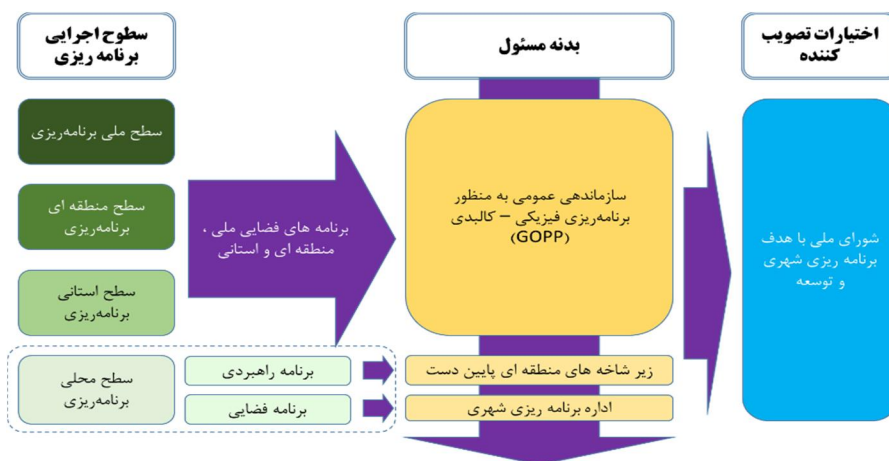 سطوح اجرایی
برنامه ریزی
بدنه مسئول
اختیارات تصویب
کننده
سطح ملی برنامه‌ریزی
سطح منطقه ای
برنامه‌ریزی
سطح استانی
برنامه‌ریزی
سطح محلی
برنامه‌ریزی
برنامه های فضایی ملی ،
منطقه ای و استانی
برنامه راهبردی
برنامه فضایی
سازماندهی عمومی به منظور
برنامه‌ریزی فیزیکی – کالبدی
(GOPP)
زیر شاخه های منطقه ای پایین دست
اداره برنامه ریزی شهری
شورای ملی با هدف
برنامه ریزی شهری
و توسعه